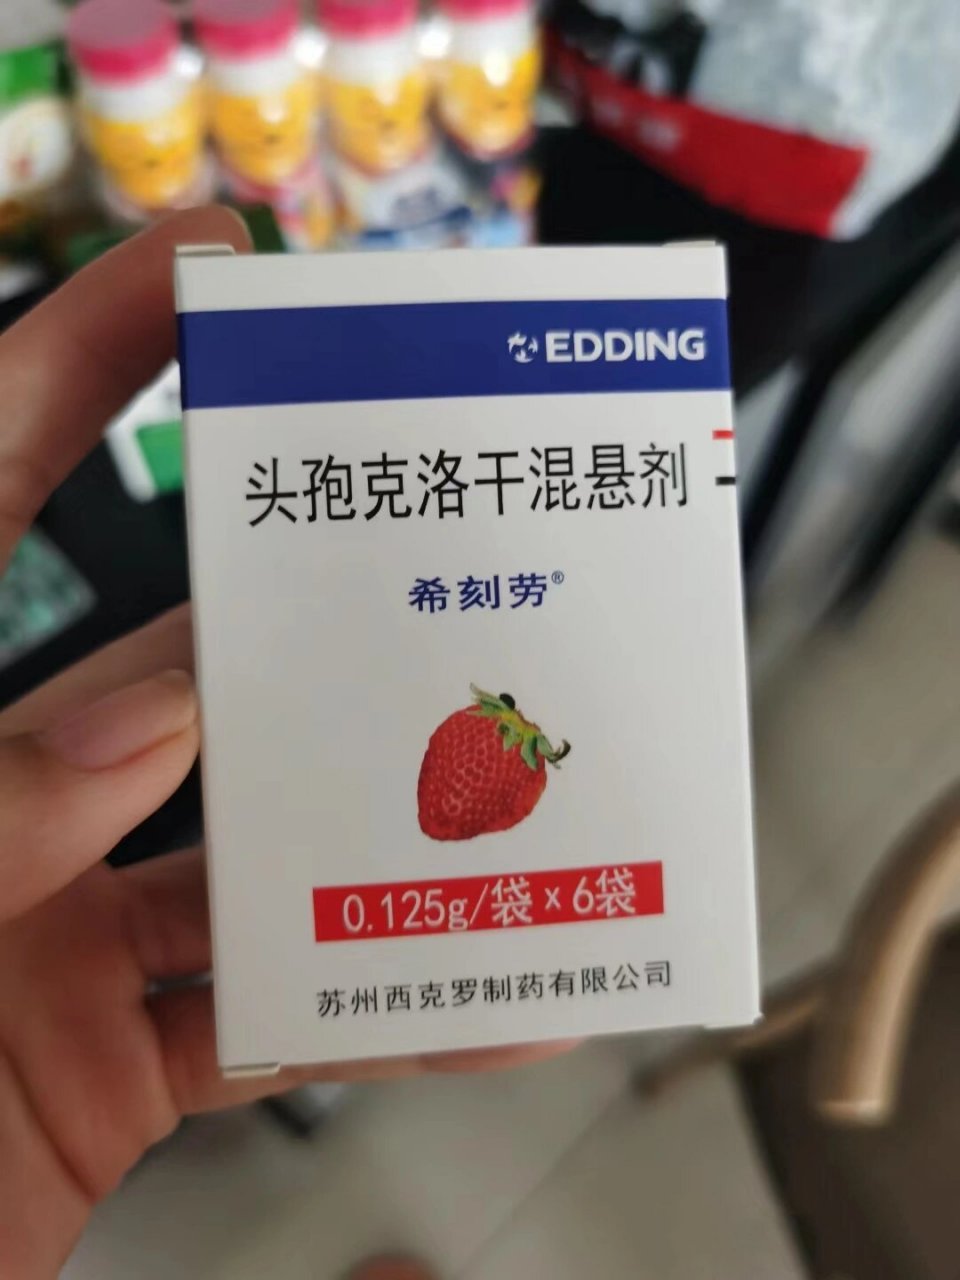 EDDING
头孢克洛干混悬剂
希刻劳®
0.125g/袋×6袋
苏州西克罗制药有限公司